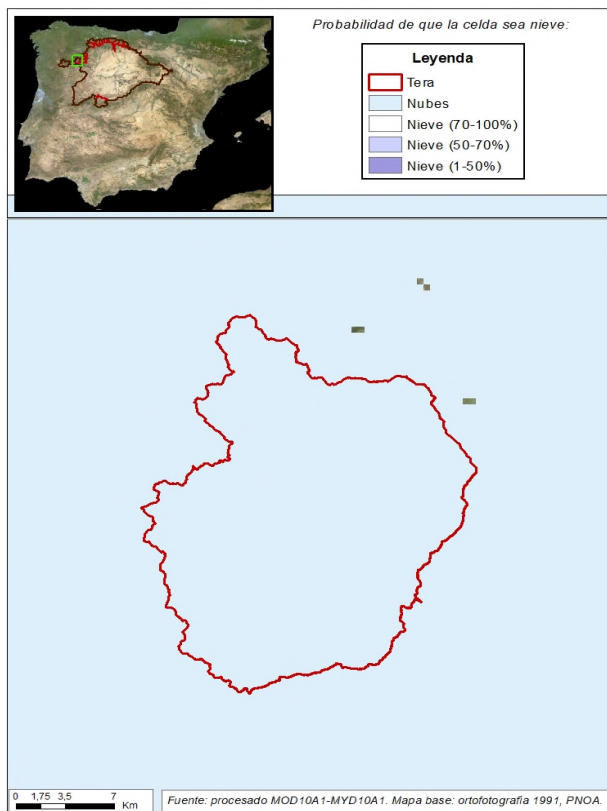 Probabilidad de que la celda sea nieve:
Leyenda
Tera
Nubes
Nieve (70-100%)
Nieve (50-70%)
Nieve (1-50%)
0 1,75 3,5 7
Km
Fuente: procesado MOD10A1-MYD10A1. Mapa base: ortofotografia 1991, PNOA.